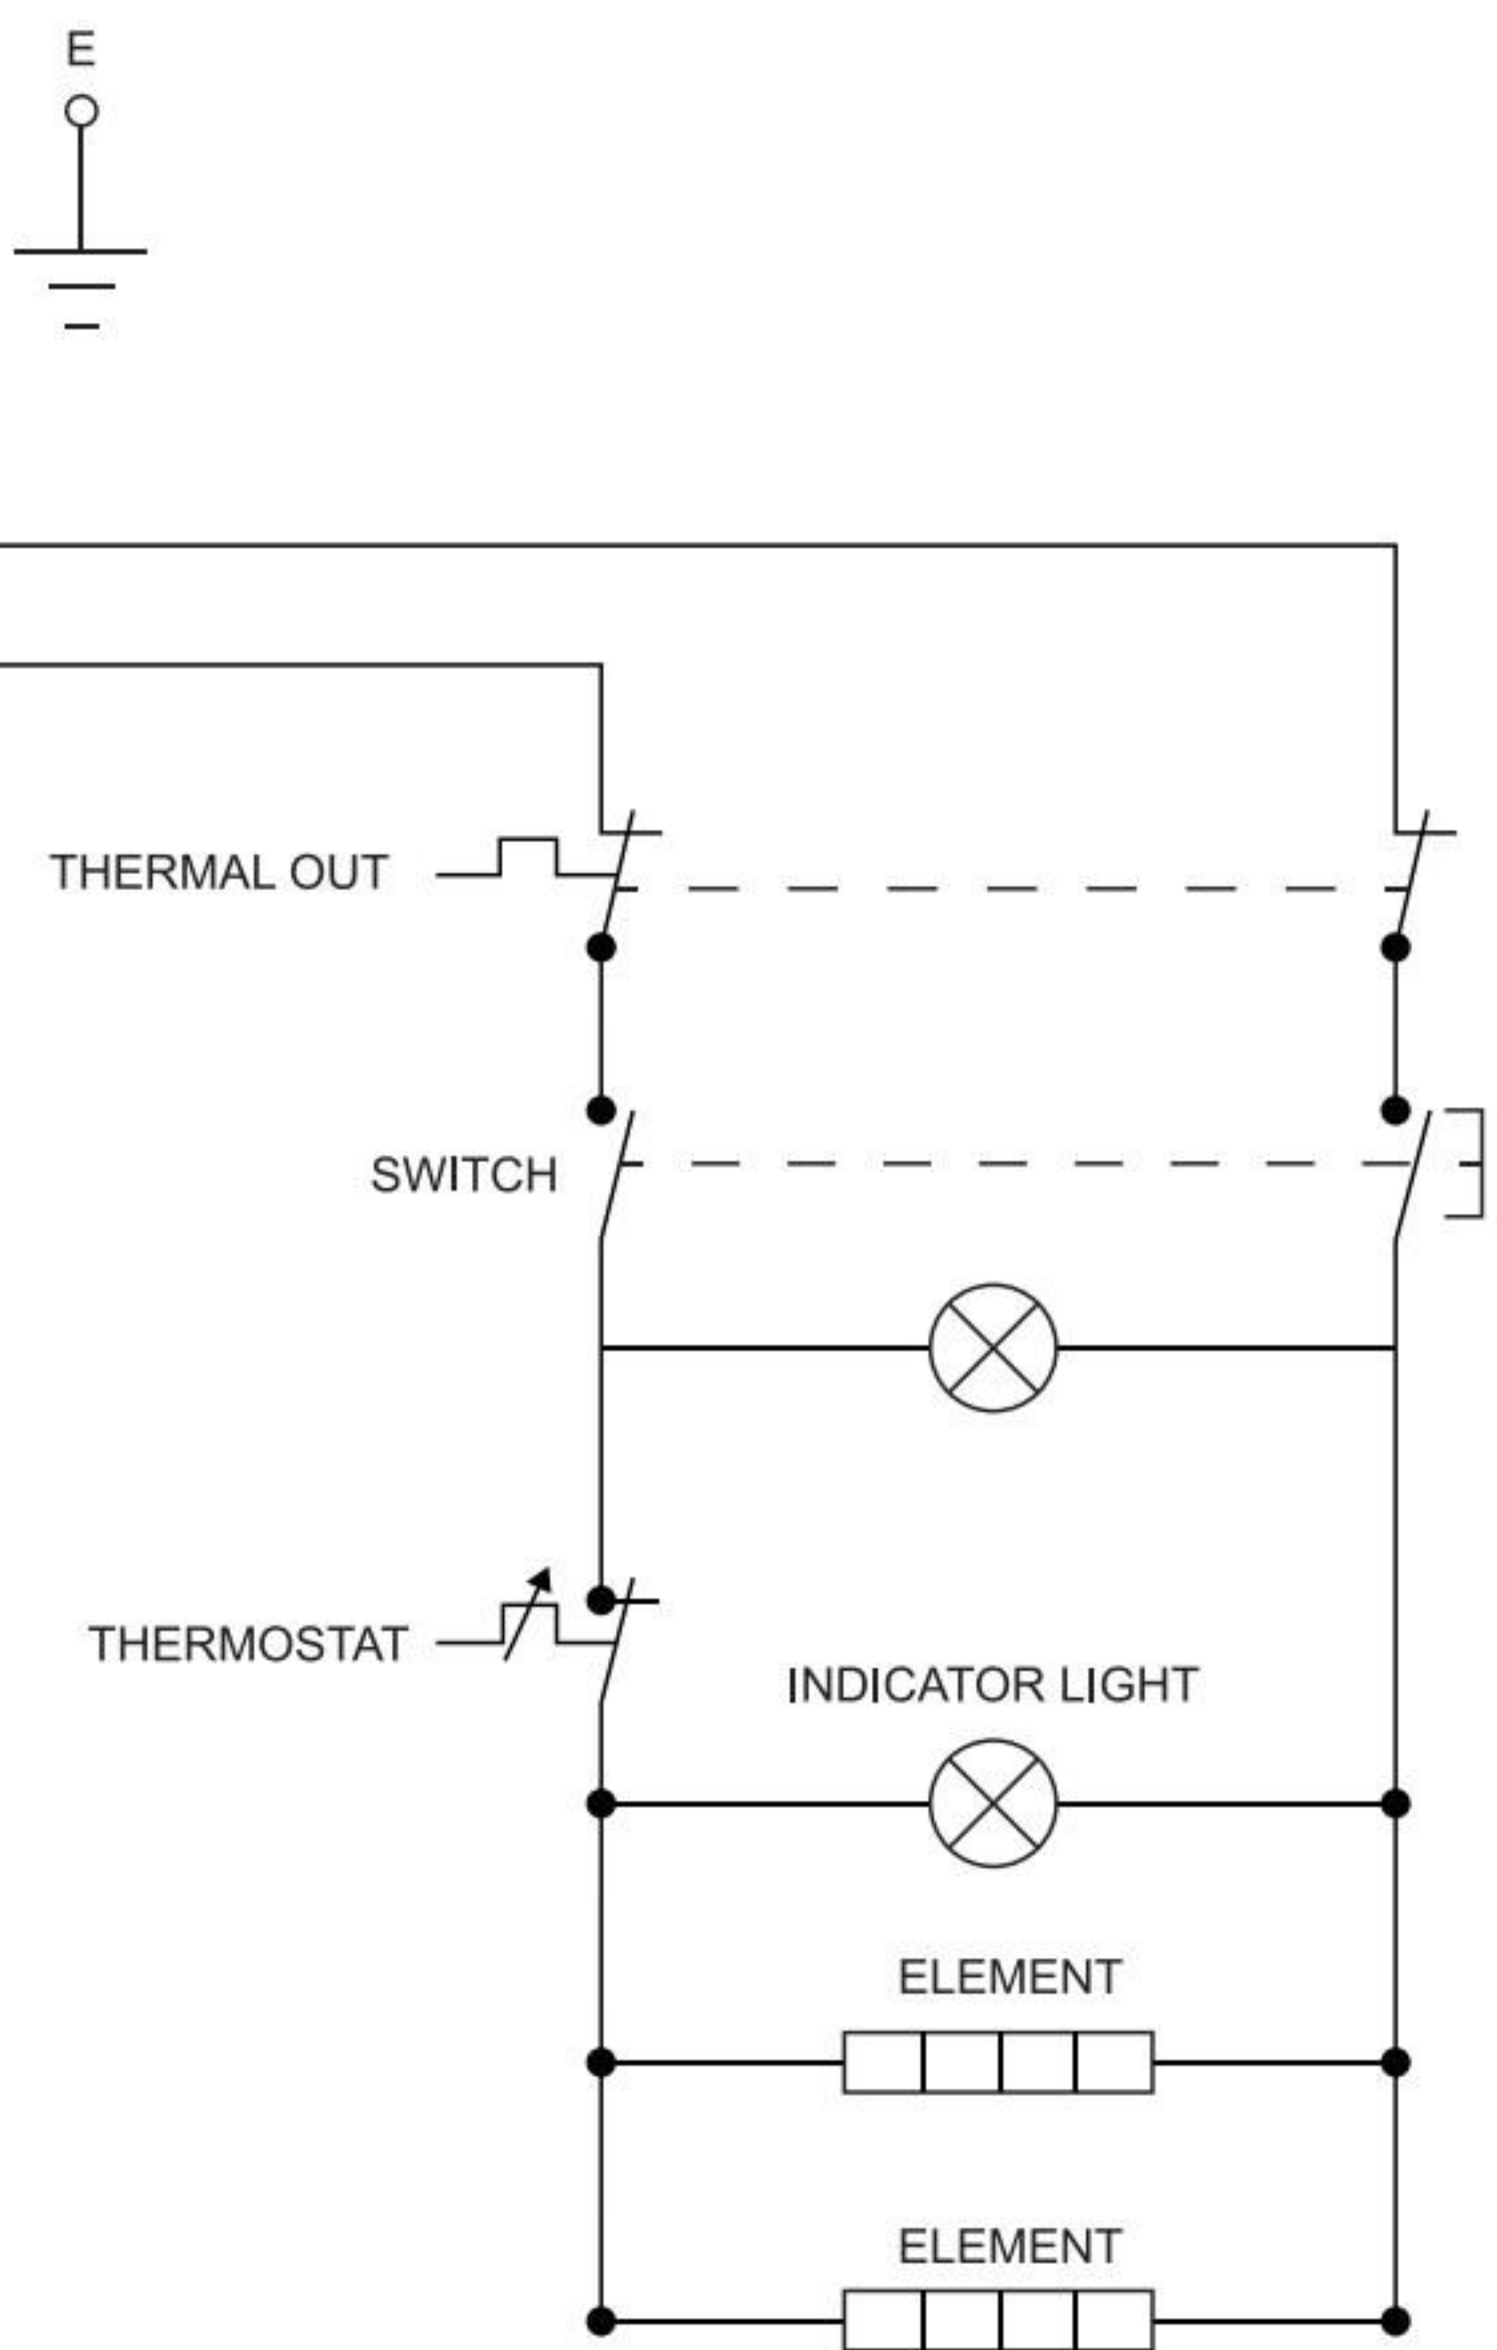 E
THERMAL OUT
SWITCH
THERMOSTAT
INDICATOR LIGHT
ELEMENT
ELEMENT